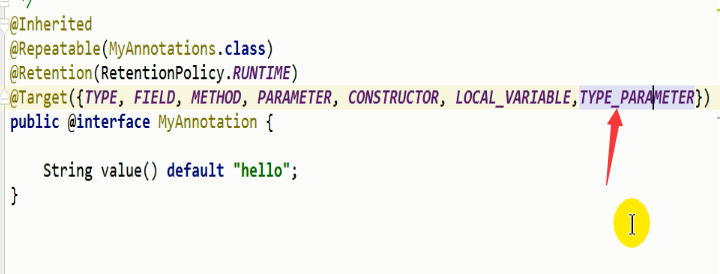 */
@Inherited
@Repeatable(MyAnnotations.class)
@Retention(RetentionPolicy.RUNTIME)
@Target({TYPE, FIELD, METHOD, PARAMETER, CONSTRUCTOR, LOCAL_VARIABLE,TYPE_PARAMETER})
public @interface MyAnnotation {
String value() default "hello";
}